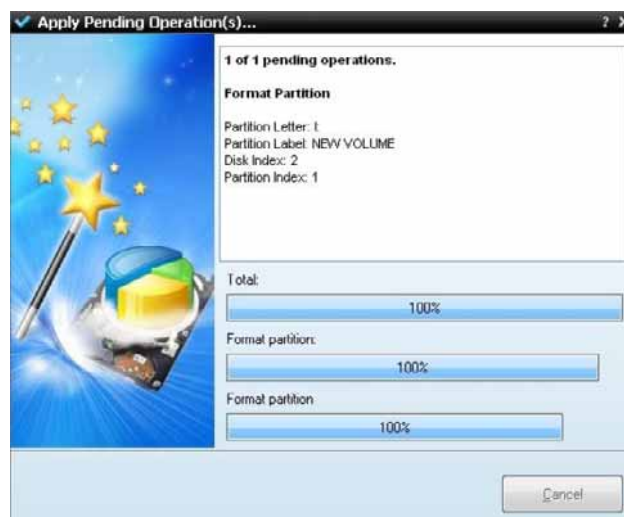 Apply Pending Operation(s)...
1 of 1 pending operations.
Format Partition
Partition Letter: I:
Partition Label: NEW VOLUME
Disk Index: 2
Partition Index: 1
Total:
100%
Format partition:
100%
Format partition
100%
Cancel